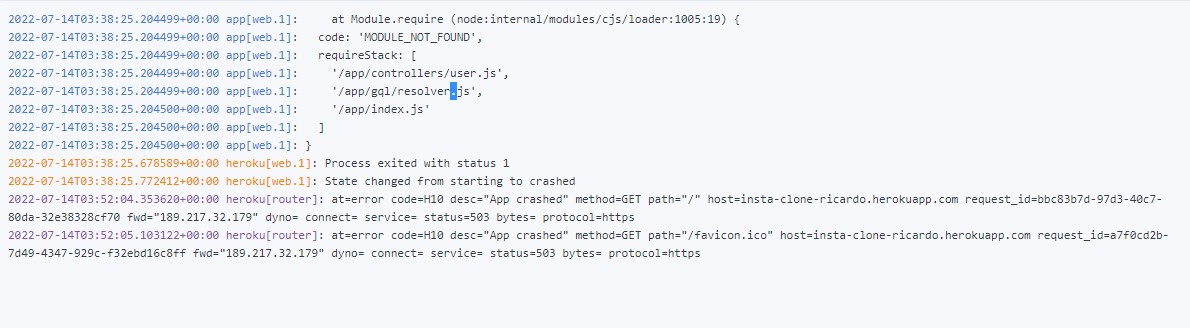 2022-07-14T03:38:25.204499+00:00 app[web.1]:     at Module.require (node:internal/modules/cjs/loader:1005:19) {
2022-07-14T03:38:25.204499+00:00 app[web.1]:   code: 'MODULE_NOT_FOUND',
2022-07-14T03:38:25.204499+00:00 app[web.1]:   requireStack: [
2022-07-14T03:38:25.204499+00:00 app[web.1]:     '/app/controllers/user.js',
2022-07-14T03:38:25.204499+00:00 app[web.1]:     '/app/gql/resolver.js',
2022-07-14T03:38:25.204500+00:00 app[web.1]:     '/app/index.js'
2022-07-14T03:38:25.204500+00:00 app[web.1]:   ]
2022-07-14T03:38:25.204500+00:00 app[web.1]: }
2022-07-14T03:38:25.678589+00:00 heroku[web.1]: Process exited with status 1
2022-07-14T03:38:25.772412+00:00 heroku[web.1]: State changed from starting to crashed
2022-07-14T03:52:04.353620+00:00 heroku[router]: at=error code=H10 desc="App crashed" method=GET path="/" host=insta-clone-ricardo.herokuapp.com request_id=bbc83b7d-97d3-40c7-
80da-32e38328cf70 fwd="189.217.32.179" dyno= connect= service= status=503 bytes= protocol=https
2022-07-14T03:52:05.103122+00:00 heroku[router]: at=error code=H10 desc="App crashed" method=GET path="/favicon.ico" host=insta-clone-ricardo.herokuapp.com request_id=a7f0cd2b-
7d49-4347-929c-f32ebd16c8ff fwd="189.217.32.179" dyno= connect= service= status=503 bytes= protocol=https